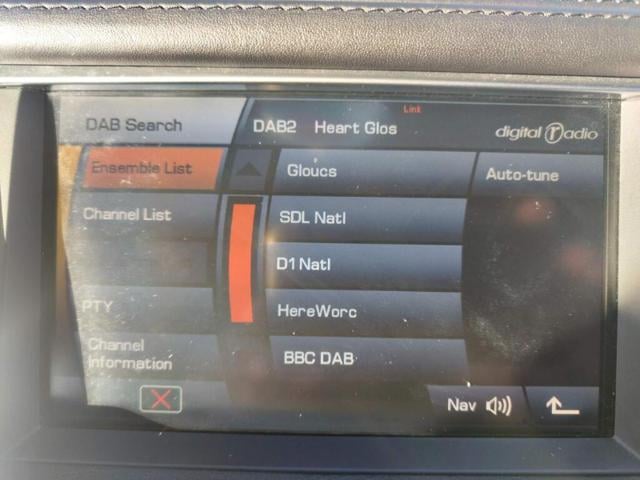 Link
DAB Search
DAB2 Heart Glos
digital radio
Ensemble List
Gloucs
Auto-tune
Channel List
SDL Natl
D1 Natl
PTY
HereWorc
Channel
Information
BBC DAB
Nav